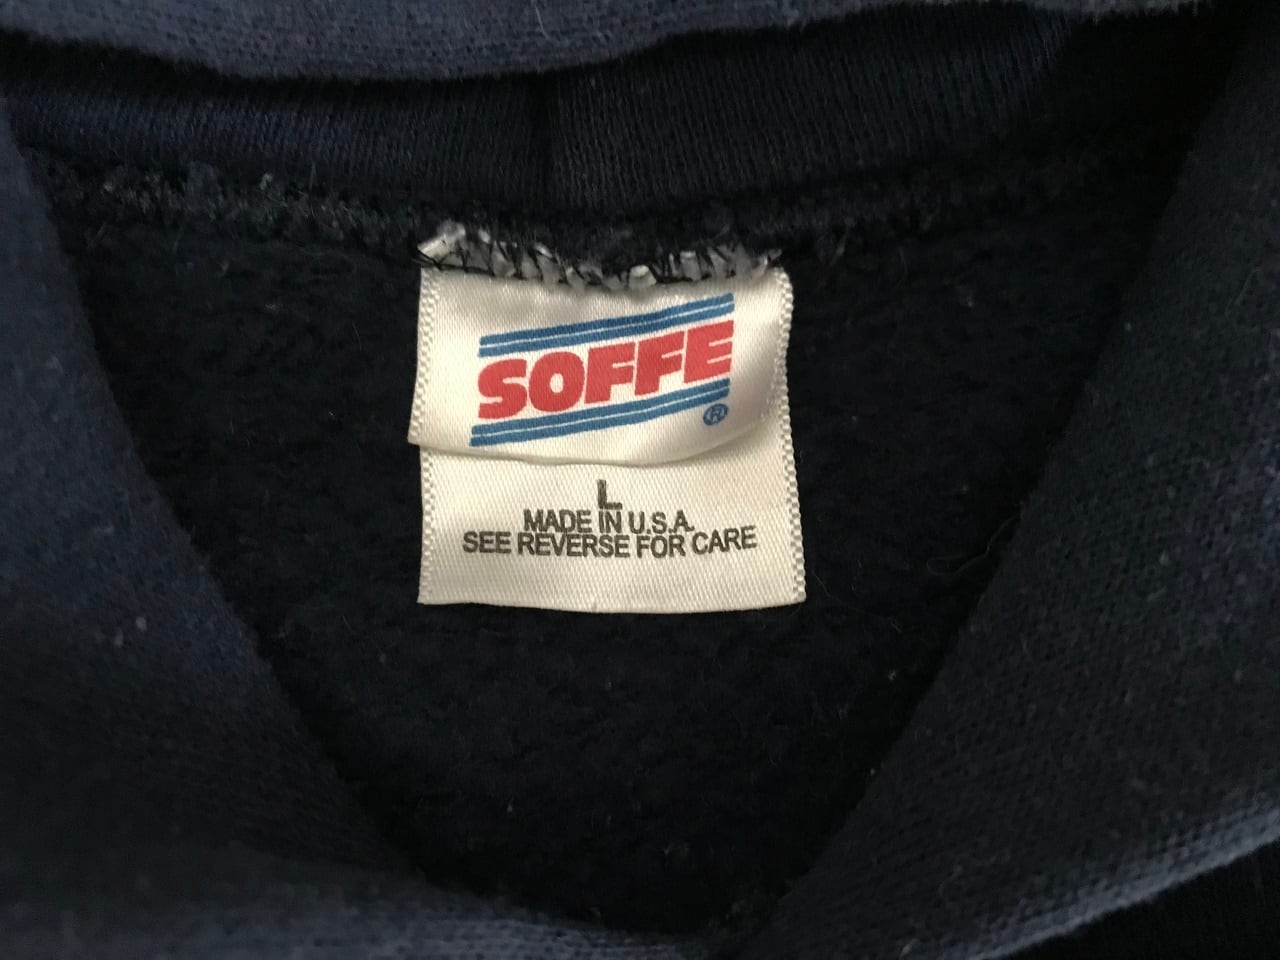 SOFFE
®
L
MADE IN U.S.A.
SEE REVERSE FOR CARE